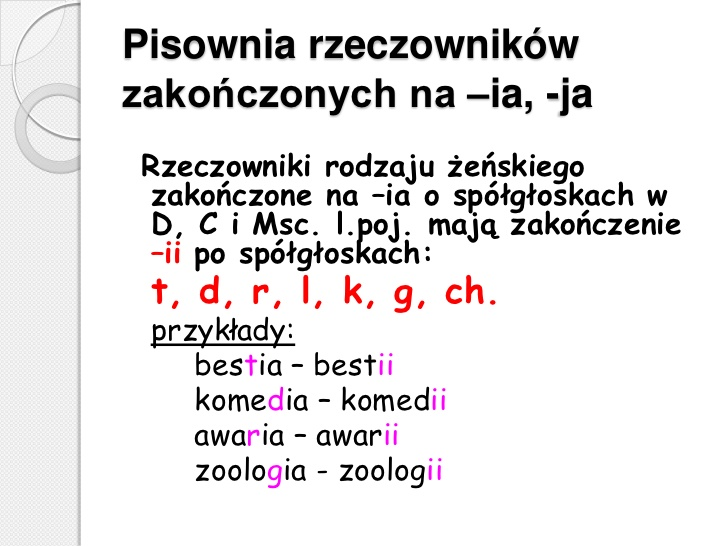 Pisownia rzeczowników
zakończonych na –ia, -ja
Rzeczowniki rodzaju żeńskiego
zakończone na –ia o spółgłoskach w
D, C i Msc. l.poj. mają zakończenie
–ii po spółgłoskach:
t, d, r, l, k, g, ch.
przykłady:
bestia – bestii
komedia – komedii
awaria – awarii
zoologia - zoologii